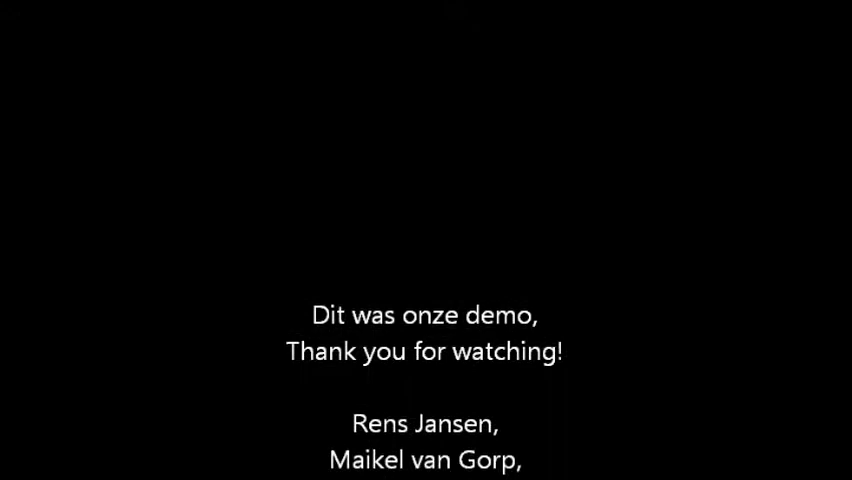 Dit was onze demo,
Thank you for watching!
Rens Jansen,
Maikel van Gorp,